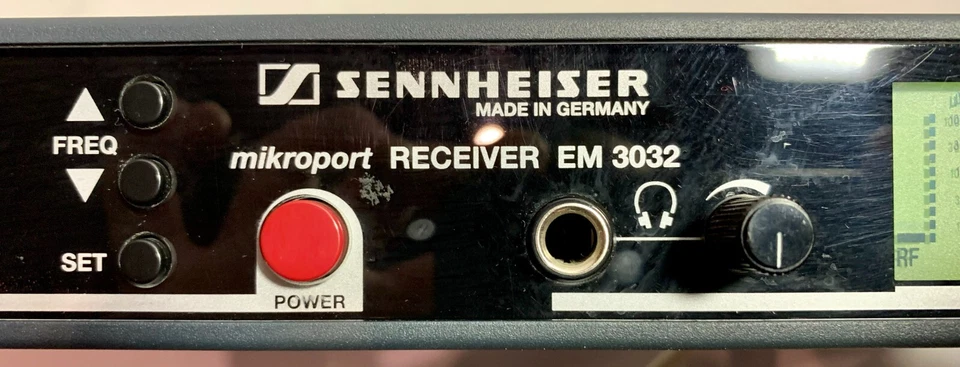 SENNHEISER
MADE IN GERMANY
FREQ
mikroport RECEIVER EM 3032
SET
POWER
RF